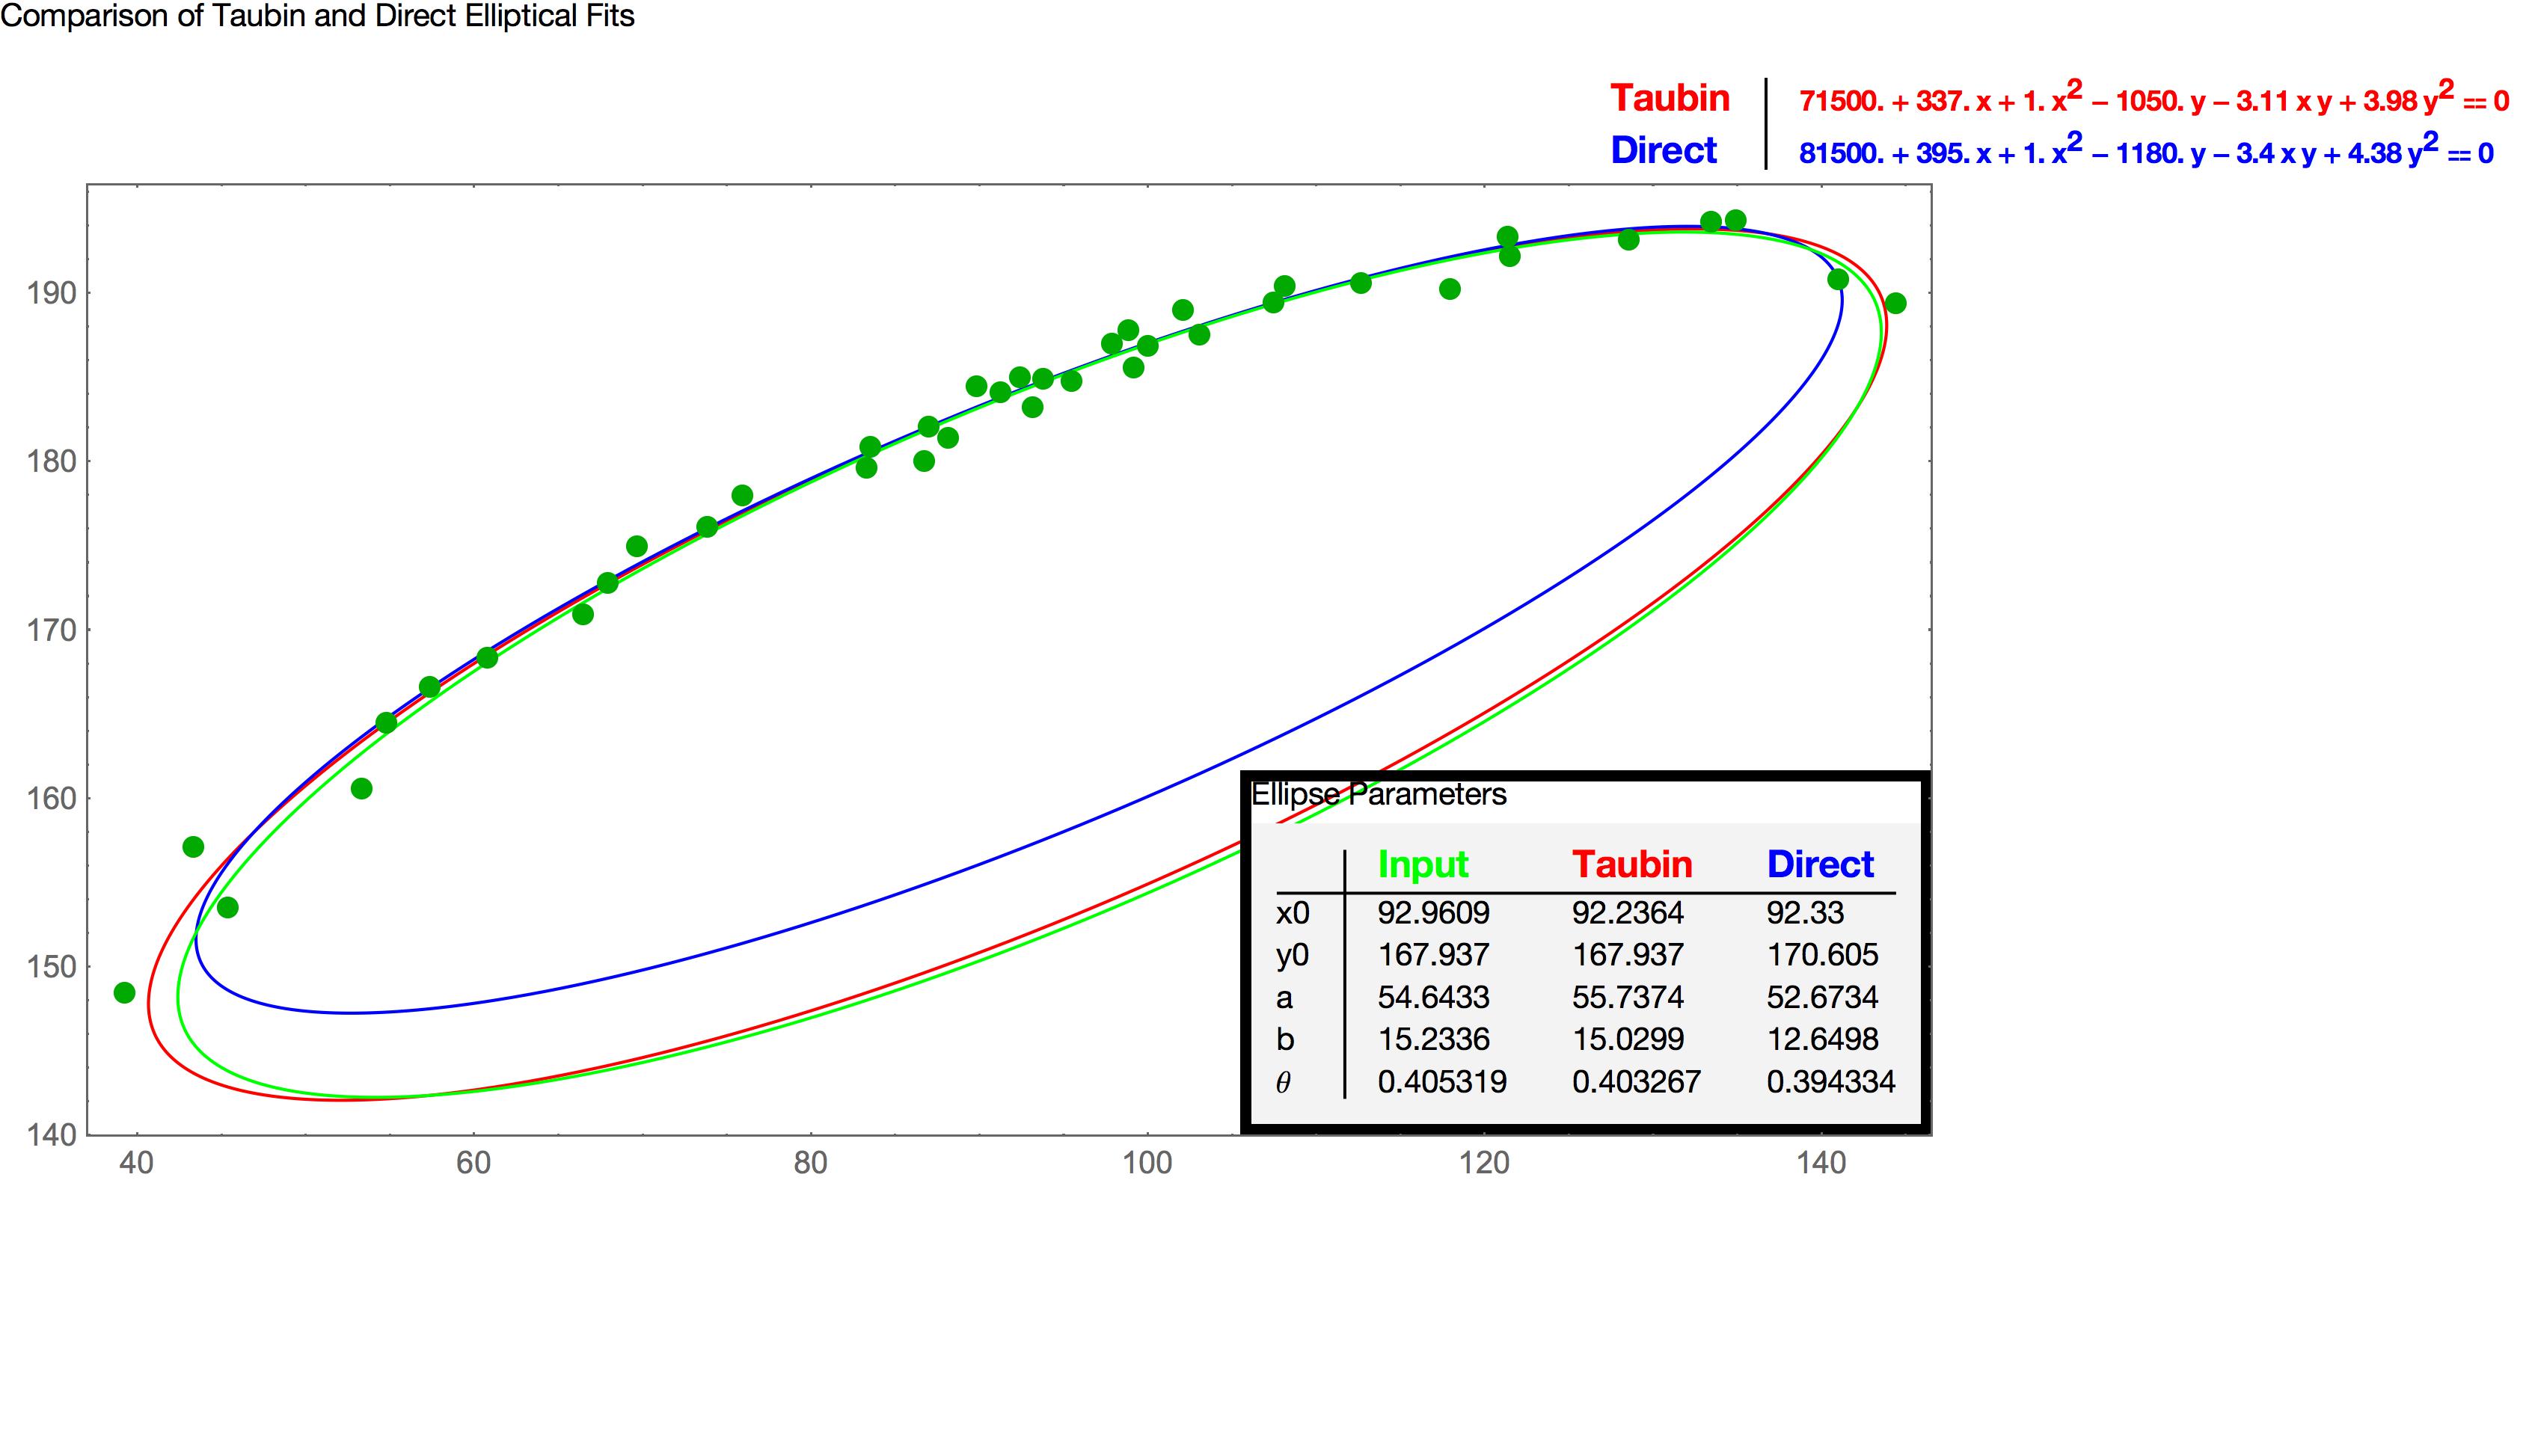 Comparison of Taubin and Direct Elliptical Fits
Taubin 71500. + 337. x + 1. x² − 1050. y − 3.11 x y + 3.98 y² == 0
Direct 81500. + 395. x + 1. x² − 1180. y − 3.4 x y + 4.38 y² == 0
190
180
170
160
150
140
40 60 80 100 120 140
Ellipse Parameters
Input Taubin Direct
x0 92.9609 92.2364 92.33
y0 167.937 167.937 170.605
a 54.6433 55.7374 52.6734
b 15.2336 15.0299 12.6498
θ 0.405319 0.403267 0.394334